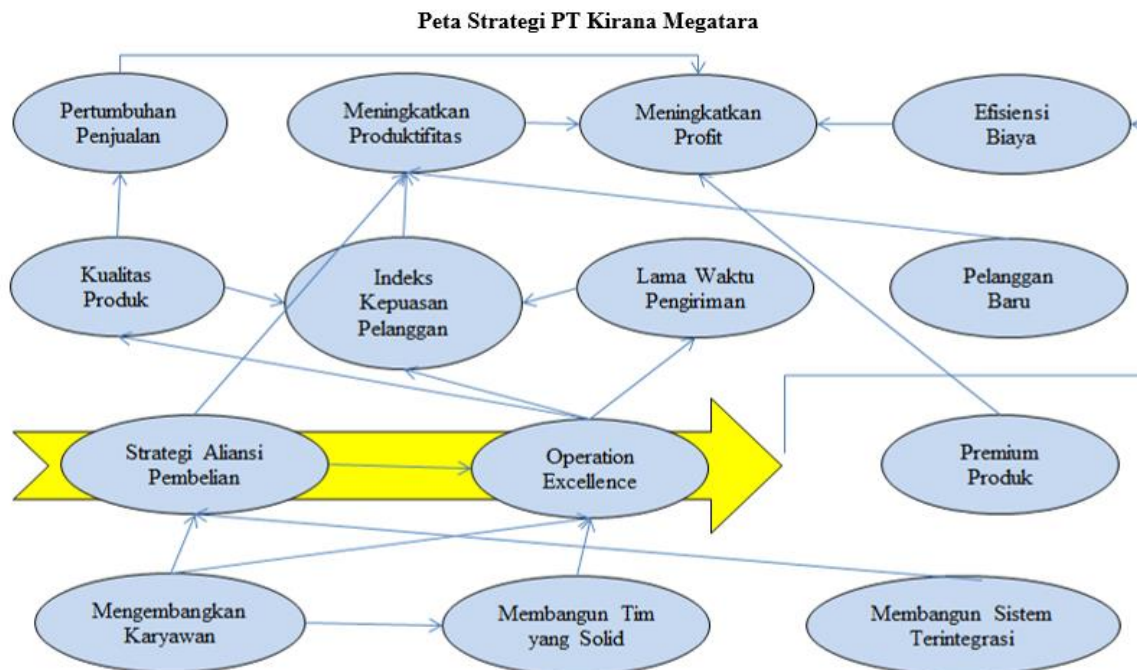 Peta Strategi PT Kirana Megatara
Pertumbuhan
Penjualan
Meningkatkan
Produktifitas
Meningkatkan
Profit
Efisiensi
Biaya
Kualitas
Produk
Indeks
Kepuasan
Pelanggan
Lama Waktu
Pengiriman
Pelanggan
Baru
Strategi Aliansi
Pembelian
Operation
Excellence
Premium
Produk
Mengembangkan
Karyawan
Membangun Tim
yang Solid
Membangun Sistem
Terintegrasi